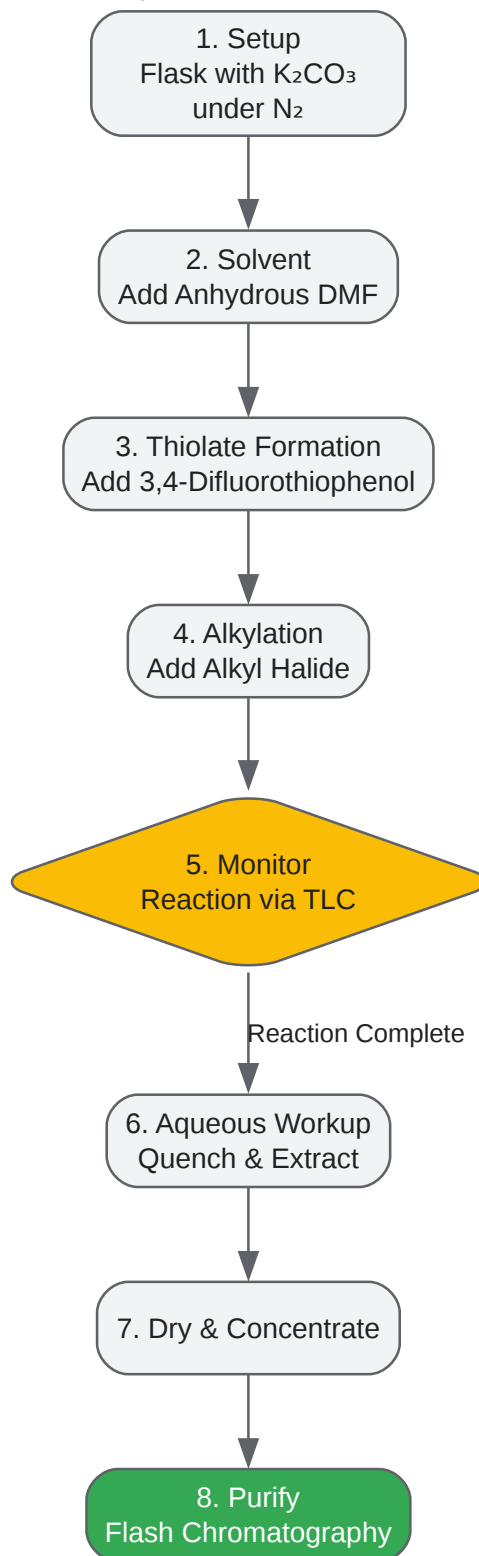 1. Setup
Flask with K₂CO₃
under N₂
2. Solvent
Add Anhydrous DMF
3. Thiolate Formation
Add 3,4-Difluorothiophenol
4. Alkylation
Add Alkyl Halide
5. Monitor
Reaction via TLC
Reaction Complete
6. Aqueous Workup
Quench & Extract
7. Dry & Concentrate
8. Purify
Flash Chromatography